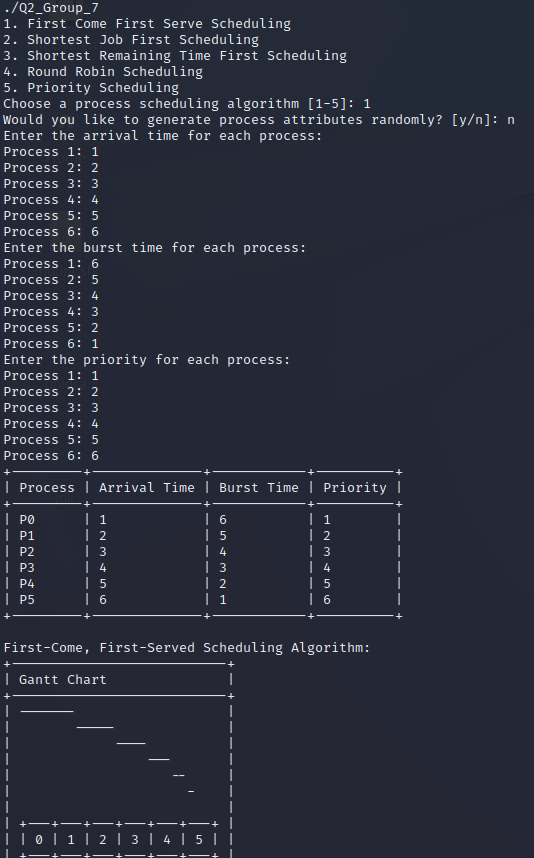 ./Q2_Group_7
1. First Come First Serve Scheduling
2. Shortest Job First Scheduling
3. Shortest Remaining Time First Scheduling
4. Round Robin Scheduling
5. Priority Scheduling
Choose a process scheduling algorithm [1-5]: 1
Would you like to generate process attributes randomly? [y/n]: n
Enter the arrival time for each process:
Process 1: 1
Process 2: 2
Process 3: 3
Process 4: 4
Process 5: 5
Process 6: 6
Enter the burst time for each process:
Process 1: 6
Process 2: 5
Process 3: 4
Process 4: 3
Process 5: 2
Process 6: 1
Enter the priority for each process:
Process 1: 1
Process 2: 2
Process 3: 3
Process 4: 4
Process 5: 5
Process 6: 6
| Process | Arrival Time | Burst Time | Priority |
| P0 | 1 | 6 | 1 |
| P1 | 2 | 5 | 2 |
| P2 | 3 | 4 | 3 |
| P3 | 4 | 3 | 4 |
| P4 | 5 | 2 | 5 |
| P5 | 6 | 1 | 6 |
First-Come, First-Served Scheduling Algorithm:
| Gantt Chart |
| | 0 | 1 | 2 | 3 | 4 | 5 | |